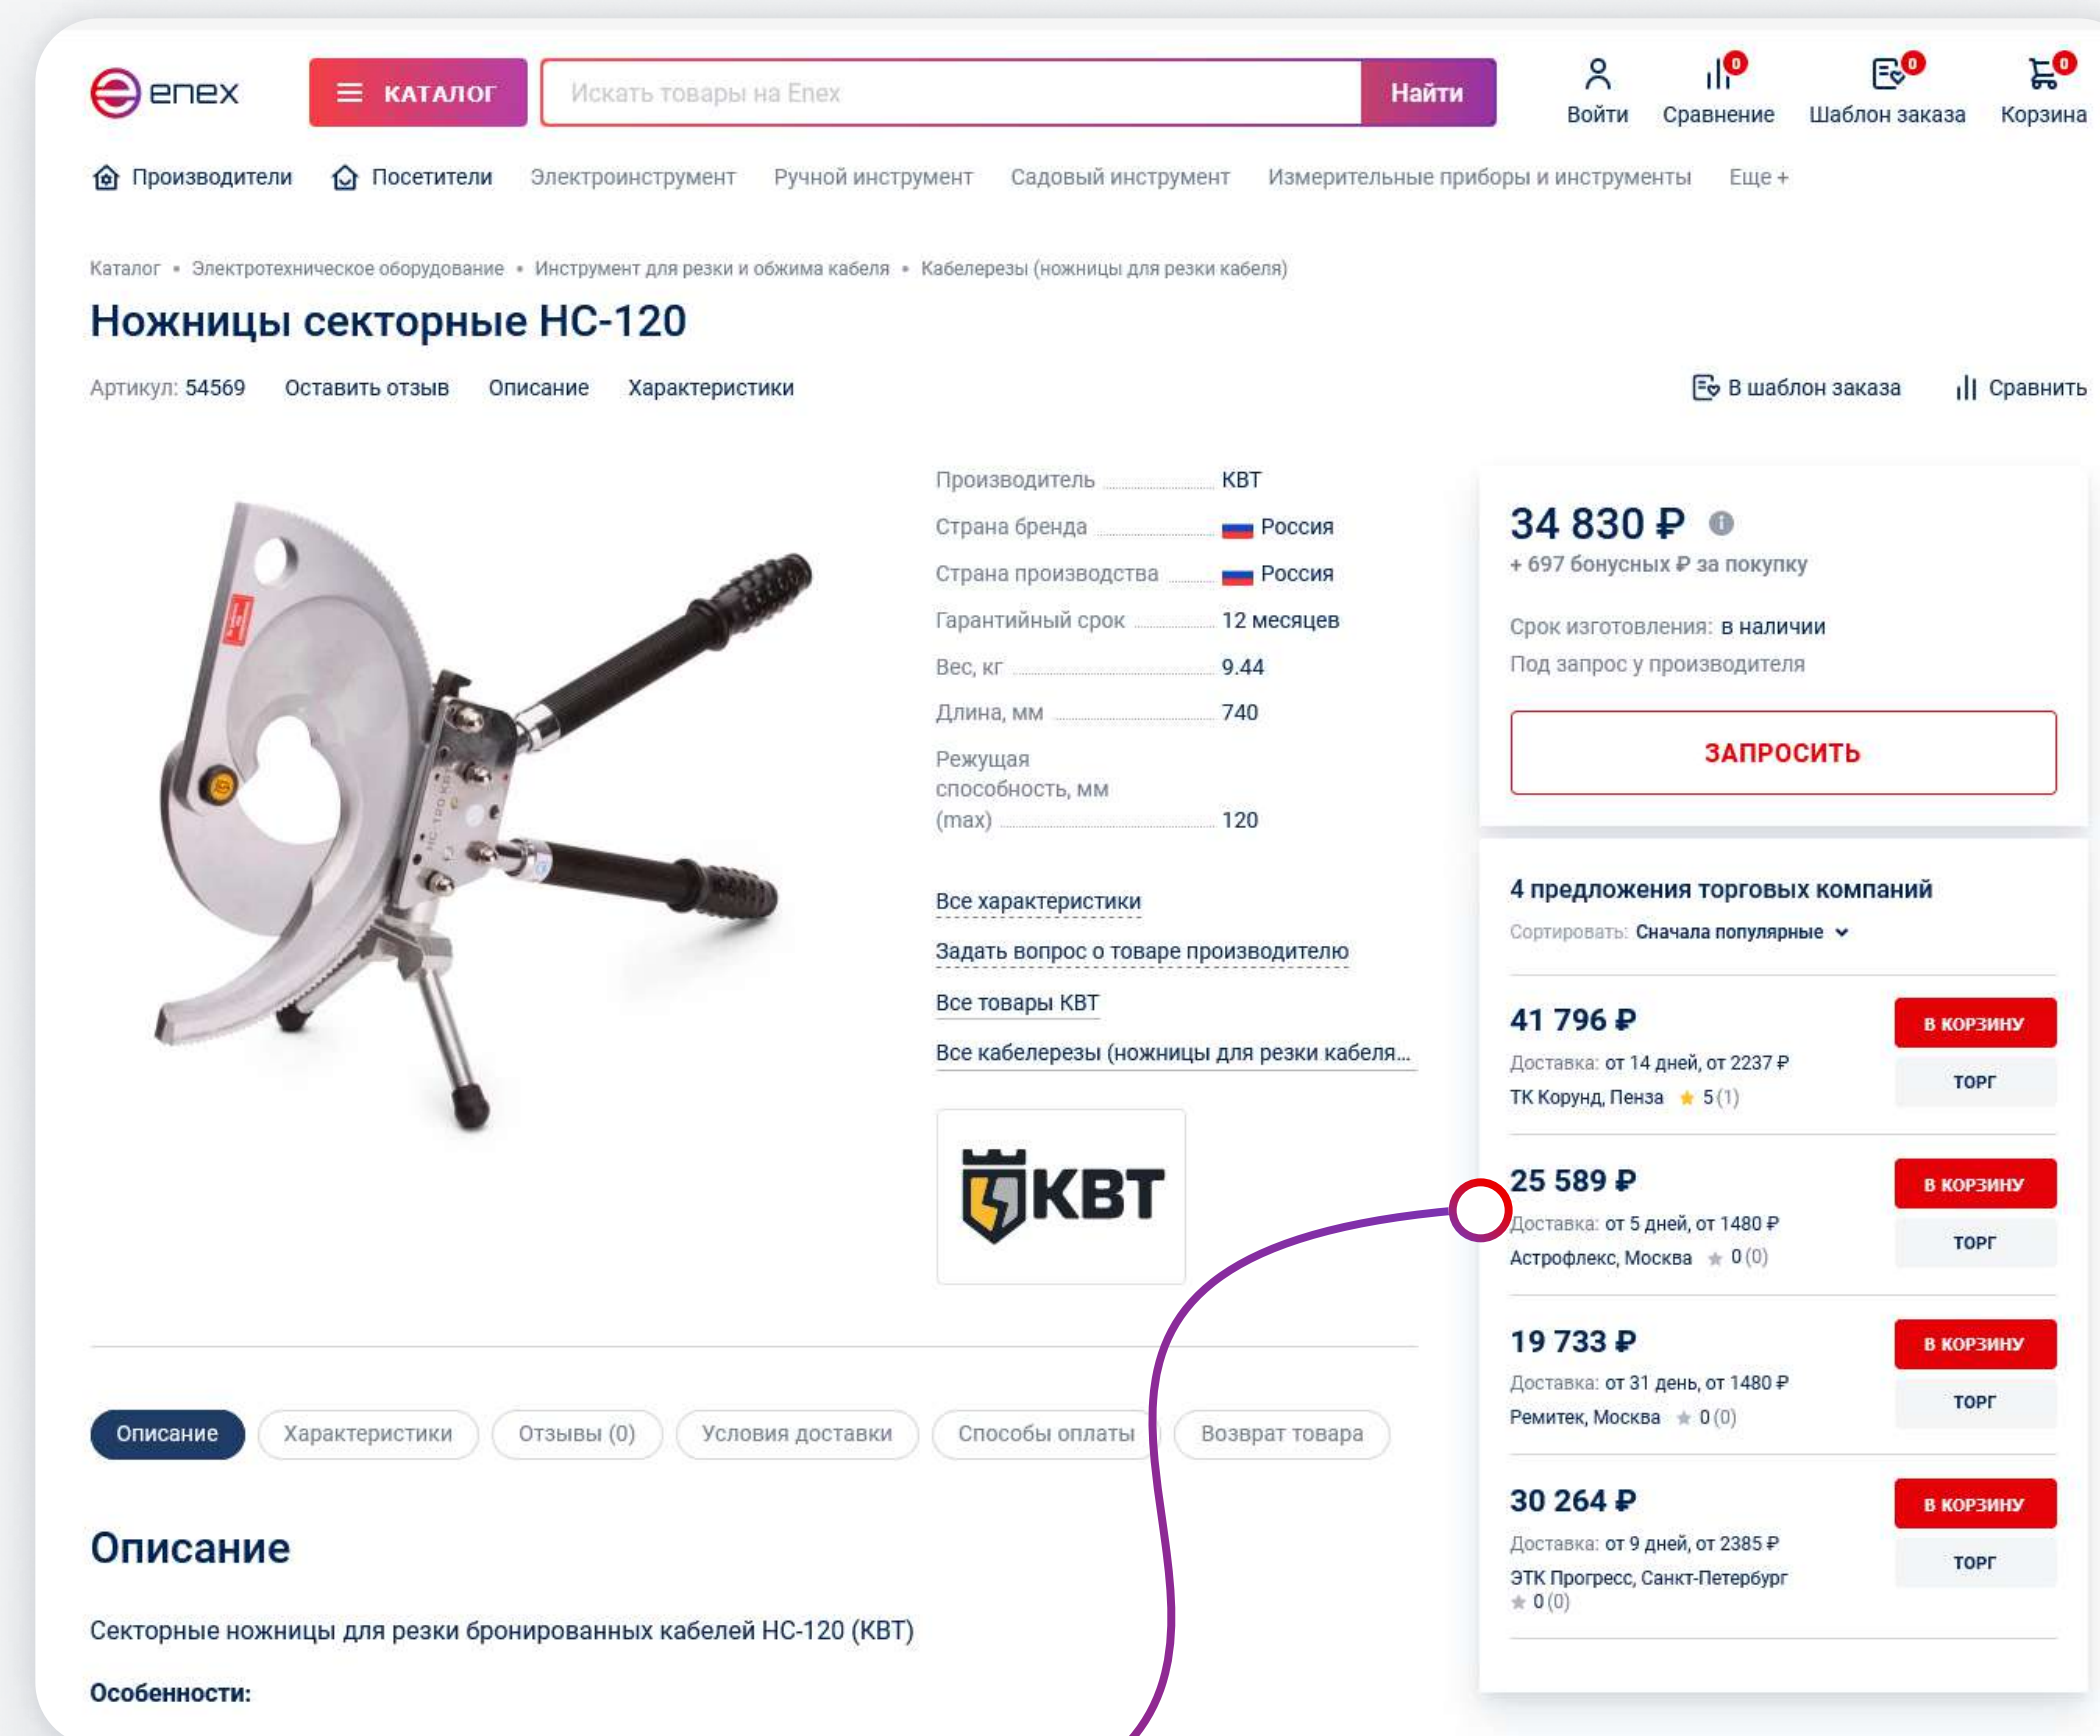 enex
КАТАЛОГ
Искать товары на Enex
Найти
Войти
0
Сравнение
0
Шаблон заказа
0
Корзина
Производители
Посетители
Электроинструмент
Ручной инструмент
Садовый инструмент
Измерительные приборы и инструменты
Еще +
Каталог • Электротехническое оборудование • Инструмент для резки и обжима кабеля • Кабелерезы (ножницы для резки кабеля)
Ножницы секторные НС-120
Артикул: 54569
Оставить отзыв
Описание
Характеристики
В шаблон заказа
Сравнить
НС-120 КВТ
Производитель КВТ
Страна бренда Россия
Страна производства Россия
Гарантийный срок 12 месяцев
Вес, кг 9.44
Длина, мм 740
Режущая
способность, мм
(max) 120
Все характеристики
Задать вопрос о товаре производителю
Все товары КВТ
Все кабелерезы (ножницы для резки кабеля...
КВТ
34 830 ₽
+ 697 бонусных ₽ за покупку
Срок изготовления: в наличии
Под запрос у производителя
ЗАПРОСИТЬ
4 предложения торговых компаний
Сортировать: Сначала популярные
41 796 ₽
В КОРЗИНУ
Доставка: от 14 дней, от 2237 ₽
ТОРГ
ТК Корунд, Пенза 5 (1)
25 589 ₽
В КОРЗИНУ
Доставка: от 5 дней, от 1480 ₽
ТОРГ
Астрофлекс, Москва 0 (0)
19 733 ₽
В КОРЗИНУ
Доставка: от 31 день, от 1480 ₽
ТОРГ
Ремитек, Москва 0 (0)
30 264 ₽
В КОРЗИНУ
Доставка: от 9 дней, от 2385 ₽
ТОРГ
ЭТК Прогресс, Санкт-Петербург
0 (0)
Описание
Характеристики
Отзывы (0)
Условия доставки
Способы оплаты
Возврат товара
Описание
Секторные ножницы для резки бронированных кабелей НС-120 (КВТ)
Особенности: